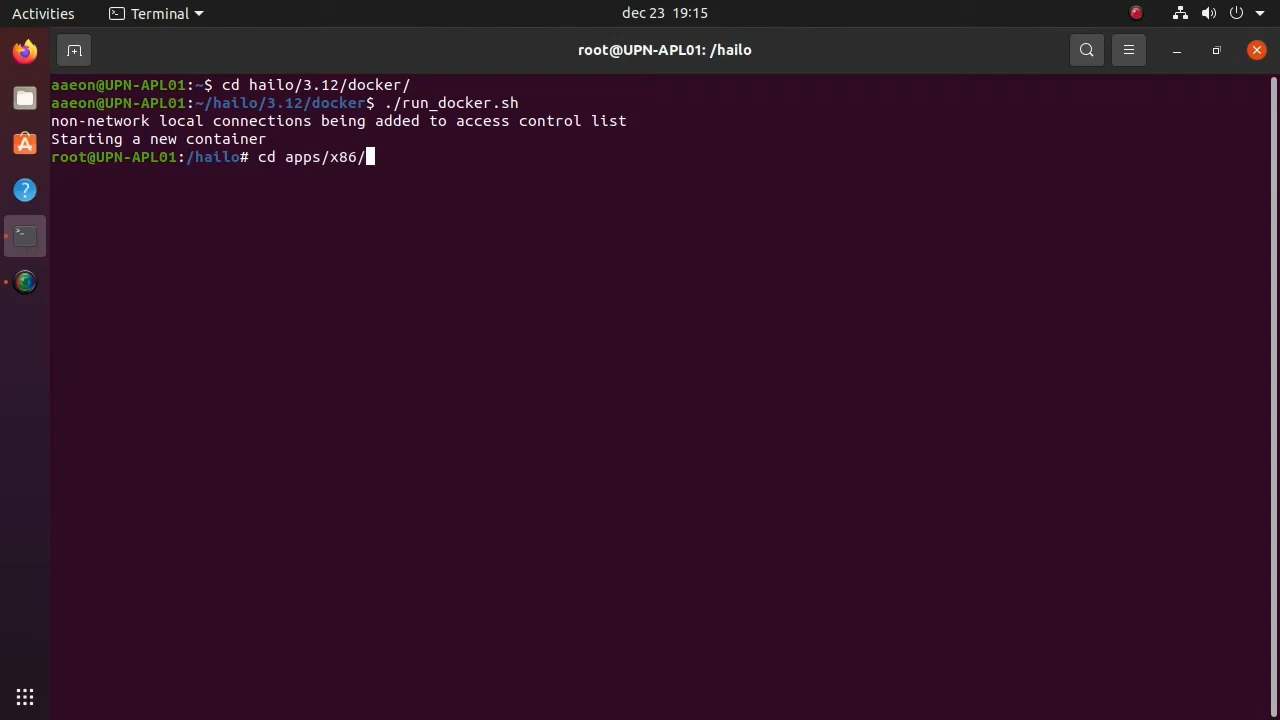 Activities
Terminal
dec 23 19:15
root@UPN-APL01: /hailo
aaeon@UPN-APL01:~$ cd hailo/3.12/docker/
aaeon@UPN-APL01:~/hailo/3.12/docker$ ./run_docker.sh
non-network local connections being added to access control list
Starting a new container
root@UPN-APL01:/hailo# cd apps/x86/